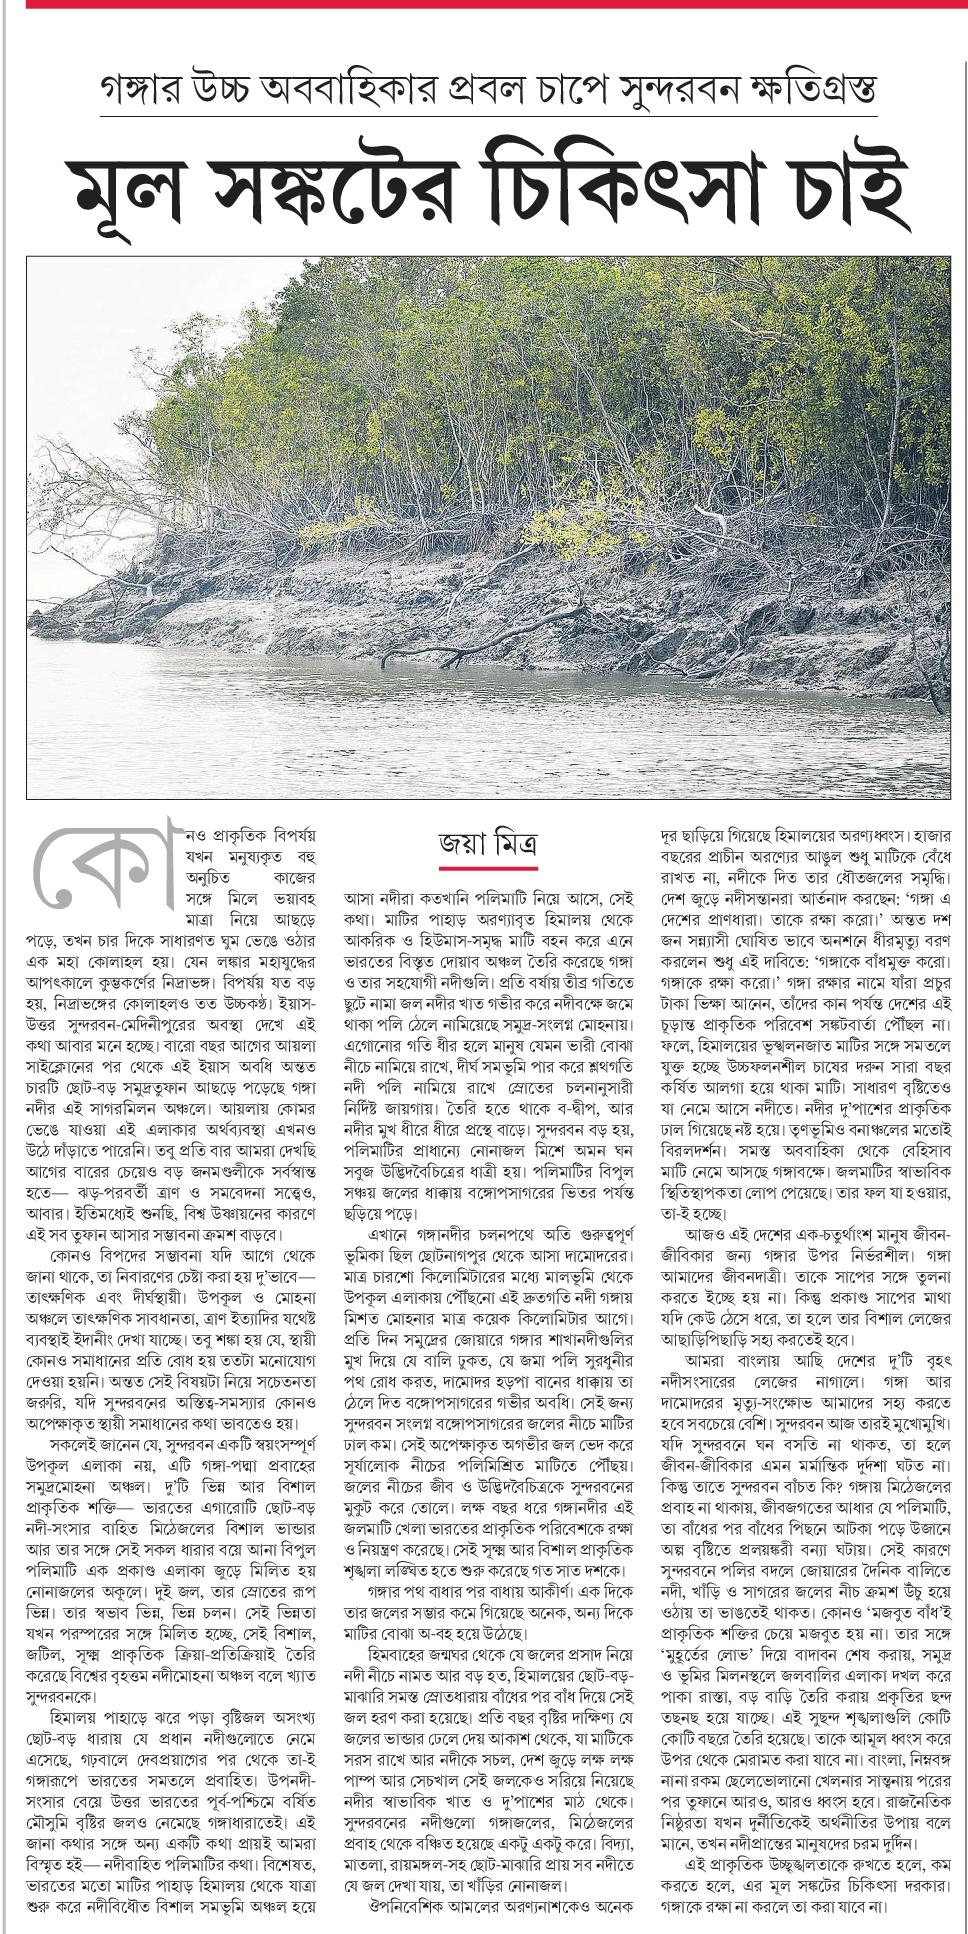 গঙ্গার উচ্চ অববাহিকার প্রবল চাপে সুন্দরবন ক্ষতিগ্রস্ত
মূল সঙ্কটের চিকিৎসা চাই
কোনও প্রাকৃতিক বিপর্যয়
যখন মনুষ্যকৃত বহু
অনুচিত কাজের
সঙ্গে মিলে ভয়াবহ
মাত্রা নিয়ে আছড়ে
পড়ে, তখন চার দিকে সাধারণত ঘুম ভেঙে ওঠার
এক মহা কোলাহল হয়। যেন লঙ্কার মহাযুদ্ধের
আপৎকালে কুম্ভকর্ণের নিদ্রাভঙ্গ। বিপর্যয় যত বড়
হয়, নিদ্রাভঙ্গের কোলাহলও তত উচ্চকণ্ঠ। ইয়াস-
উত্তর সুন্দরবন-মেদিনীপুরের অবস্থা দেখে এই
কথা আবার মনে হচ্ছে। বারো বছর আগের আয়লা
সাইক্লোনের পর থেকে এই ইয়াস অবধি অন্তত
চারটি ছোট-বড় সমুদ্রতুফান আছড়ে পড়েছে গঙ্গা
নদীর এই সাগরমিলন অঞ্চলে। আয়লায় কোমর
ভেঙে যাওয়া এই এলাকার অর্থব্যবস্থা এখনও
উঠে দাঁড়াতে পারেনি। তবু প্রতি বার আমরা দেখছি
আগের বারের চেয়েও বড় জনমণ্ডলীকে সর্বস্বান্ত
হতে— ঝড়-পরবর্তী ত্রাণ ও সমবেদনা সত্ত্বেও,
আবার। ইতিমধ্যেই শুনছি, বিশ্ব উষ্ণায়নের কারণে
এই সব তুফান আসার সম্ভাবনা ক্রমশ বাড়বে।
কোনও বিপদের সম্ভাবনা যদি আগে থেকে
জানা থাকে, তা নিবারণের চেষ্টা করা হয় দু’ভাবে—
তাৎক্ষণিক এবং দীর্ঘস্থায়ী। উপকূল ও মোহনা
অঞ্চলে তাৎক্ষণিক সাবধানতা, ত্রাণ ইত্যাদির যথেষ্ট
ব্যবস্থাই ইদানীং দেখা যাচ্ছে। তবু শঙ্কা হয় যে, স্থায়ী
কোনও সমাধানের প্রতি বোধ হয় ততটা মনোযোগ
দেওয়া হয়নি। অন্তত সেই বিষয়টা নিয়ে সচেতনতা
জরুরি, যদি সুন্দরবনের অস্তিত্ব-সমস্যার কোনও
অপেক্ষাকৃত স্থায়ী সমাধানের কথা ভাবতেও হয়।
সকলেই জানেন যে, সুন্দরবন একটি স্বয়ংসম্পূর্ণ
উপকূল এলাকা নয়, এটি গঙ্গা-পদ্মা প্রবাহের
সমুদ্রমোহনা অঞ্চল। দু’টি ভিন্ন আর বিশাল
প্রাকৃতিক শক্তি— ভারতের এগারোটি ছোট-বড়
নদী-সংসার বাহিত মিঠেজলের বিশাল ভান্ডার
আর তার সঙ্গে সেই সকল ধারার বয়ে আনা বিপুল
পলিমাটি এক প্রকাণ্ড এলাকা জুড়ে মিলিত হয়
নোনাজলের অকূলে। দুই জল, তার স্রোতের রূপ
ভিন্ন। তার স্বভাব ভিন্ন, ভিন্ন চলন। সেই ভিন্নতা
যখন পরস্পরের সঙ্গে মিলিত হচ্ছে, সেই বিশাল,
জটিল, সূক্ষ্ম প্রাকৃতিক ক্রিয়া-প্রতিক্রিয়াই তৈরি
করেছে বিশ্বের বৃহত্তম নদীমোহনা অঞ্চল বলে খ্যাত
সুন্দরবনকে।
হিমালয় পাহাড়ে ঝরে পড়া বৃষ্টিজল অসংখ্য
ছোট-বড় ধারায় যে প্রধান নদীগুলোতে নেমে
এসেছে, গঢ়বালে দেবপ্রয়াগের পর থেকে তা-ই
গঙ্গারূপে ভারতের সমতলে প্রবাহিত। উপনদী-
সংসার বেয়ে উত্তর ভারতের পূর্ব-পশ্চিমে বর্ষিত
মৌসুমি বৃষ্টির জলও নেমেছে গঙ্গাধারাতেই। এই
জানা কথার সঙ্গে অন্য একটি কথা প্রায়ই আমরা
বিস্মৃত হই— নদীবাহিত পলিমাটির কথা। বিশেষত,
ভারতের মতো মাটির পাহাড় হিমালয় থেকে যাত্রা
শুরু করে নদীবিধৌত বিশাল সমভূমি অঞ্চল হয়ে
জয়া মিত্র
আসা নদীরা কতখানি পলিমাটি নিয়ে আসে, সেই
কথা। মাটির পাহাড় অরণ্যাবৃত হিমালয় থেকে
আকরিক ও হিউমাস-সমৃদ্ধ মাটি বহন করে এনে
ভারতের বিস্তৃত দোয়াব অঞ্চল তৈরি করেছে গঙ্গা
ও তার সহযোগী নদীগুলি। প্রতি বর্ষায় তীব্র গতিতে
ছুটে নামা জল নদীর খাত গভীর করে নদীবক্ষে জমে
থাকা পলি ঠেলে নামিয়েছে সমুদ্র-সংলগ্ন মোহনায়।
এগোনোর গতি ধীর হলে মানুষ যেমন ভারী বোঝা
নীচে নামিয়ে রাখে, দীর্ঘ সমভূমি পার করে শ্লথগতি
নদী পলি নামিয়ে রাখে স্রোতের চলনানুসারী
নির্দিষ্ট জায়গায়। তৈরি হতে থাকে ব-দ্বীপ, আর
নদীর মুখ ধীরে ধীরে প্রস্থে বাড়ে। সুন্দরবন বড় হয়,
পলিমাটির প্রাধান্যে নোনাজল মিশে অমন ঘন
সবুজ উদ্ভিদবৈচিত্রের ধাত্রী হয়। পলিমাটির বিপুল
সঞ্চয় জলের ধাক্কায় বঙ্গোপসাগরের ভিতর পর্যন্ত
ছড়িয়ে পড়ে।
এখানে গঙ্গানদীর চলনপথে অতি গুরুত্বপূর্ণ
ভূমিকা ছিল ছোটনাগপুর থেকে আসা দামোদরের।
মাত্র চারশো কিলোমিটারের মধ্যে মালভূমি থেকে
উপকূল এলাকায় পৌঁছনো এই দ্রুতগতি নদী গঙ্গায়
মিশত মোহনার মাত্র কয়েক কিলোমিটার আগে।
প্রতি দিন সমুদ্রের জোয়ারে গঙ্গার শাখানদীগুলির
মুখ দিয়ে যে বালি ঢুকত, যে জমা পলি সুরধুনীর
পথ রোধ করত, দামোদর হড়পা বানের ধাক্কায় তা
ঠেলে দিত বঙ্গোপসাগরের গভীর অবধি। সেই জন্য
সুন্দরবন সংলগ্ন বঙ্গোপসাগরের জলের নীচে মাটির
ঢাল কম। সেই অপেক্ষাকৃত অগভীর জল ভেদ করে
সূর্যালোক নীচের পলিমিশ্রিত মাটিতে পৌঁছয়।
জলের নীচের জীব ও উদ্ভিদবৈচিত্রকে সুন্দরবনের
মুকুট করে তোলে। লক্ষ বছর ধরে গঙ্গানদীর এই
জলমাটি খেলা ভারতের প্রাকৃতিক পরিবেশকে রক্ষা
ও নিয়ন্ত্রণ করেছে। সেই সূক্ষ্ম আর বিশাল প্রাকৃতিক
শৃঙ্খলা লঙ্ঘিত হতে শুরু করেছে গত সাত দশকে।
গঙ্গার পথ বাধার পর বাধায় আকীর্ণ। এক দিকে
তার জলের সম্ভার কমে গিয়েছে অনেক, অন্য দিকে
মাটির বোঝা অ-বহ হয়ে উঠেছে।
হিমবাহের জন্মঘর থেকে যে জলের প্রসাদ নিয়ে
নদী নীচে নামত আর বড় হত, হিমালয়ের ছোট-বড়-
মাঝারি সমস্ত স্রোতধারায় বাঁধের পর বাঁধ দিয়ে সেই
জল হরণ করা হয়েছে। প্রতি বছর বৃষ্টির দাক্ষিণ্য যে
জলের ভান্ডার ঢেলে দেয় আকাশ থেকে, যা মাটিকে
সরস রাখে আর নদীকে সচল, দেশ জুড়ে লক্ষ লক্ষ
পাম্প আর সেচখাল সেই জলকেও সরিয়ে নিয়েছে
নদীর স্বাভাবিক খাত ও দু’পাশের মাঠ থেকে।
সুন্দরবনের নদীগুলো গঙ্গাজলের, মিঠেজলের
প্রবাহ থেকে বঞ্চিত হয়েছে একটু একটু করে। বিদ্যা,
মাতলা, রায়মঙ্গল-সহ ছোট-মাঝারি প্রায় সব নদীতে
যে জল দেখা যায়, তা খাঁড়ির নোনাজল।
ঔপনিবেশিক আমলের অরণ্যনাশকেও অনেক
দূর ছাড়িয়ে গিয়েছে হিমালয়ের অরণ্যধ্বংস। হাজার
বছরের প্রাচীন অরণ্যের আঙুল শুধু মাটিকে বেঁধে
রাখত না, নদীকে দিত তার ধৌতজলের সমৃদ্ধি।
দেশ জুড়ে নদীসন্তানরা আর্তনাদ করছেন: ‘গঙ্গা এ
দেশের প্রাণধারা। তাকে রক্ষা করো।’ অন্তত দশ
জন সন্ন্যাসী ঘোষিত ভাবে অনশনে ধীরমৃত্যু বরণ
করলেন শুধু এই দাবিতে: ‘গঙ্গাকে বাঁধমুক্ত করো।
গঙ্গাকে রক্ষা করো।’ গঙ্গা রক্ষার নামে যাঁরা প্রচুর
টাকা ভিক্ষা আনেন, তাঁদের কান পর্যন্ত দেশের এই
চূড়ান্ত প্রাকৃতিক পরিবেশ সঙ্কটবার্তা পৌঁছল না।
ফলে, হিমালয়ের ভূস্খলনজাত মাটির সঙ্গে সমতলে
যুক্ত হচ্ছে উচ্চফলনশীল চাষের দরুন সারা বছর
কর্ষিত আলগা হয়ে থাকা মাটি। সাধারণ বৃষ্টিতেও
যা নেমে আসে নদীতে। নদীর দু’পাশের প্রাকৃতিক
ঢাল গিয়েছে নষ্ট হয়ে। তৃণভূমিও বনাঞ্চলের মতোই
বিরলদর্শন। সমস্ত অববাহিকা থেকে বেহিসাব
মাটি নেমে আসছে গঙ্গাবক্ষে। জলমাটির স্বাভাবিক
স্থিতিস্থাপকতা লোপ পেয়েছে। তার ফল যা হওয়ার,
তা-ই হচ্ছে।
আজও এই দেশের এক-চতুর্থাংশ মানুষ জীবন-
জীবিকার জন্য গঙ্গার উপর নির্ভরশীল। গঙ্গা
আমাদের জীবনদাত্রী। তাকে সাপের সঙ্গে তুলনা
করতে ইচ্ছে হয় না। কিন্তু প্রকাণ্ড সাপের মাথা
যদি কেউ ঠেসে ধরে, তা হলে তার বিশাল লেজের
আছাড়িপিছাড়ি সহ্য করতেই হবে।
আমরা বাংলায় আছি দেশের দু’টি বৃহৎ
নদীসংসারের লেজের নাগালে। গঙ্গা আর
দামোদরের মৃত্যু-সংক্ষোভ আমাদের সহ্য করতে
হবে সবচেয়ে বেশি। সুন্দরবন আজ তারই মুখোমুখি।
যদি সুন্দরবনে ঘন বসতি না থাকত, তা হলে
জীবন-জীবিকার এমন মর্মান্তিক দুর্দশা ঘটত না।
কিন্তু তাতে সুন্দরবন বাঁচত কি? গঙ্গায় মিঠেজলের
প্রবাহ না থাকায়, জীবজগতের আধার যে পলিমাটি,
তা বাঁধের পর বাঁধের পিছনে আটকা পড়ে উজানে
অল্প বৃষ্টিতে প্রলয়ঙ্করী বন্যা ঘটায়। সেই কারণে
সুন্দরবনে পলির বদলে জোয়ারের দৈনিক বালিতে
নদী, খাঁড়ি ও সাগরের জলের নীচ ক্রমশ উঁচু হয়ে
ওঠায় তা ভাঙতেই থাকত। কোনও ‘মজবুত বাঁধ’ই
প্রাকৃতিক শক্তির চেয়ে মজবুত হয় না। তার সঙ্গে
‘মুহূর্তের লোভ’ দিয়ে বাদাবন শেষ করায়, সমুদ্র
ও ভূমির মিলনস্থলে জলবালির এলাকা দখল করে
পাকা রাস্তা, বড় বাড়ি তৈরি করায় প্রকৃতির ছন্দ
তছনছ হয়ে যাচ্ছে। এই সুছন্দ শৃঙ্খলাগুলি কোটি
কোটি বছরে তৈরি হয়েছে। তাকে আমূল ধ্বংস করে
উপর থেকে মেরামত করা যাবে না। বাংলা, নিম্নবঙ্গ
নানা রকম ছেলেভোলানো খেলনার সান্ত্বনায় পরের
পর তুফানে আরও, আরও ধ্বংস হবে। রাজনৈতিক
নিষ্ঠুরতা যখন দুর্নীতিকেই অর্থনীতির উপায় বলে
মানে, তখন নদীপ্রান্তের মানুষদের চরম দুর্দিন।
এই প্রাকৃতিক উচ্ছৃঙ্খলতাকে রুখতে হলে, কম
করতে হলে, এর মূল সঙ্কটের চিকিৎসা দরকার।
গঙ্গাকে রক্ষা না করলে তা করা যাবে না।